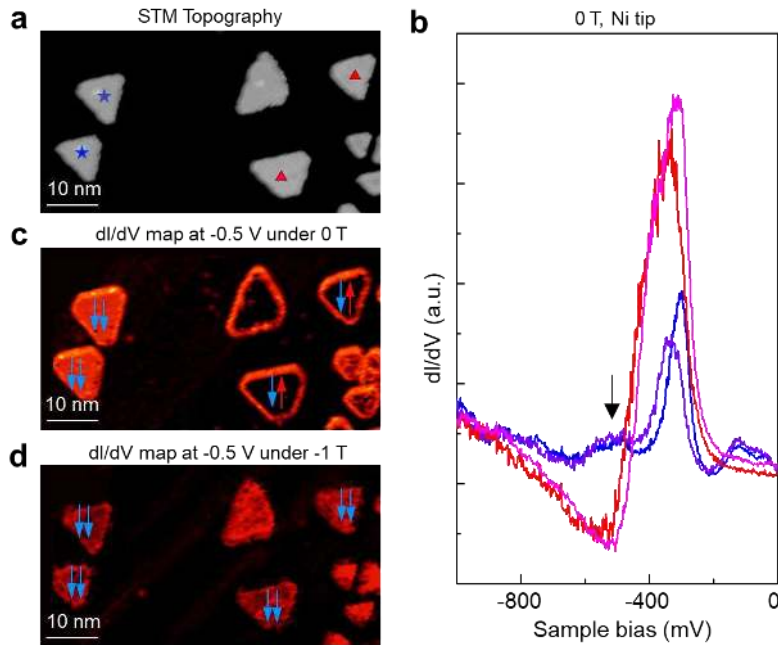 a
STM Topography
10 nm
b
0 T, Ni tip
dI/dV (a.u.)
-800
-400
0
Sample bias (mV)
c
dI/dV map at -0.5 V under 0 T
10 nm
d
dI/dV map at -0.5 V under -1 T
10 nm